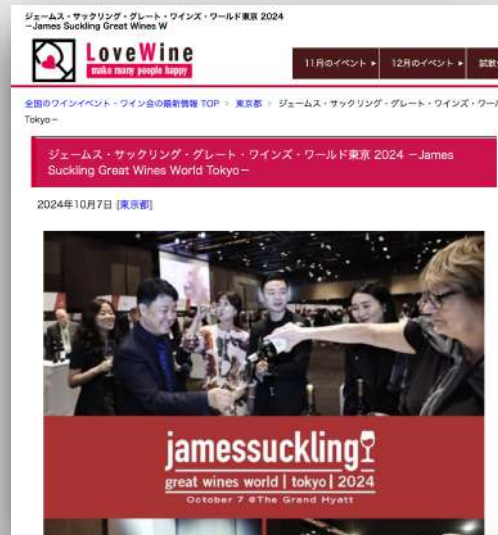 ジェームス・サックリング・グレート・ワインズ・ワールド東京 2024
－James Suckling Great Wines W
LoveWine
make many people happy
11月のイベント ▸
12月のイベント ▸
全国のワインイベント・ワイン会の最新情報 TOP > 東京都 > ジェームス・サックリング・グレート・ワインズ・ワー
Tokyo－
ジェームス・サックリング・グレート・ワインズ・ワールド東京 2024 －James
Suckling Great Wines World Tokyo－
2024年10月7日 [東京都]
jamessuckling
great wines world | tokyo | 2024
October 7 @The Grand Hyatt